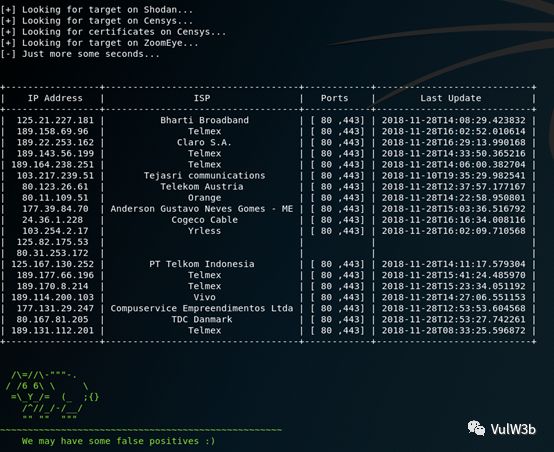 [+] Looking for target on Shodan...
[+] Looking for target on Censys...
[+] Looking for certificates on Censys...
[+] Looking for target on ZoomEye...
[-] Just more some seconds...
IP Address | ISP | Ports | Last Update
125.21.227.181 | Bharti Broadband | [ 80 ,443] | 2018-11-28T14:08:29.423832
189.158.69.96 | Telmex | [ 80 ,443] | 2018-11-28T16:02:52.010614
189.22.253.162 | Claro S.A. | [ 80 ,443] | 2018-11-28T16:29:13.990168
189.143.56.199 | Telmex | [ 80 ,443] | 2018-11-28T14:33:50.365216
189.164.238.251 | Telmex | [ 80 ,443] | 2018-11-28T14:06:00.382704
103.217.239.51 | Tejasri communications | [ 80 ,443] | 2018-11-10T19:35:29.982541
80.123.26.61 | Telekom Austria | [ 80 ,443] | 2018-11-28T12:37:57.177167
80.11.109.51 | Orange | [ 80 ,443] | 2018-11-28T14:22:58.950801
177.39.84.70 | Anderson Gustavo Neves Gomes - ME | [ 80 ,443] | 2018-11-28T15:03:36.516792
24.36.1.228 | Cogeco Cable | [ 80 ,443] | 2018-11-28T16:16:34.008116
103.254.2.17 | Yrless | [ 80 ,443] | 2018-11-28T16:02:09.710568
125.82.175.53 | | |
80.31.253.172 | | |
125.167.130.252 | PT Telkom Indonesia | [ 80 ,443] | 2018-11-28T14:11:17.579304
189.177.66.196 | Telmex | [ 80 ,443] | 2018-11-28T15:41:24.485970
189.170.8.214 | Telmex | [ 80 ,443] | 2018-11-28T15:23:34.051192
189.114.200.103 | Vivo | [ 80 ,443] | 2018-11-28T14:27:06.551153
177.131.29.247 | Compuservice Empreendimentos Ltda | [ 80 ,443] | 2018-11-28T12:53:53.604568
80.167.81.205 | TDC Danmark | [ 80 ,443] | 2018-11-28T12:53:27.742261
189.131.112.201 | Telmex | [ 80 ,443] | 2018-11-28T08:33:25.596872
We may have some false positives :)
VulW3b